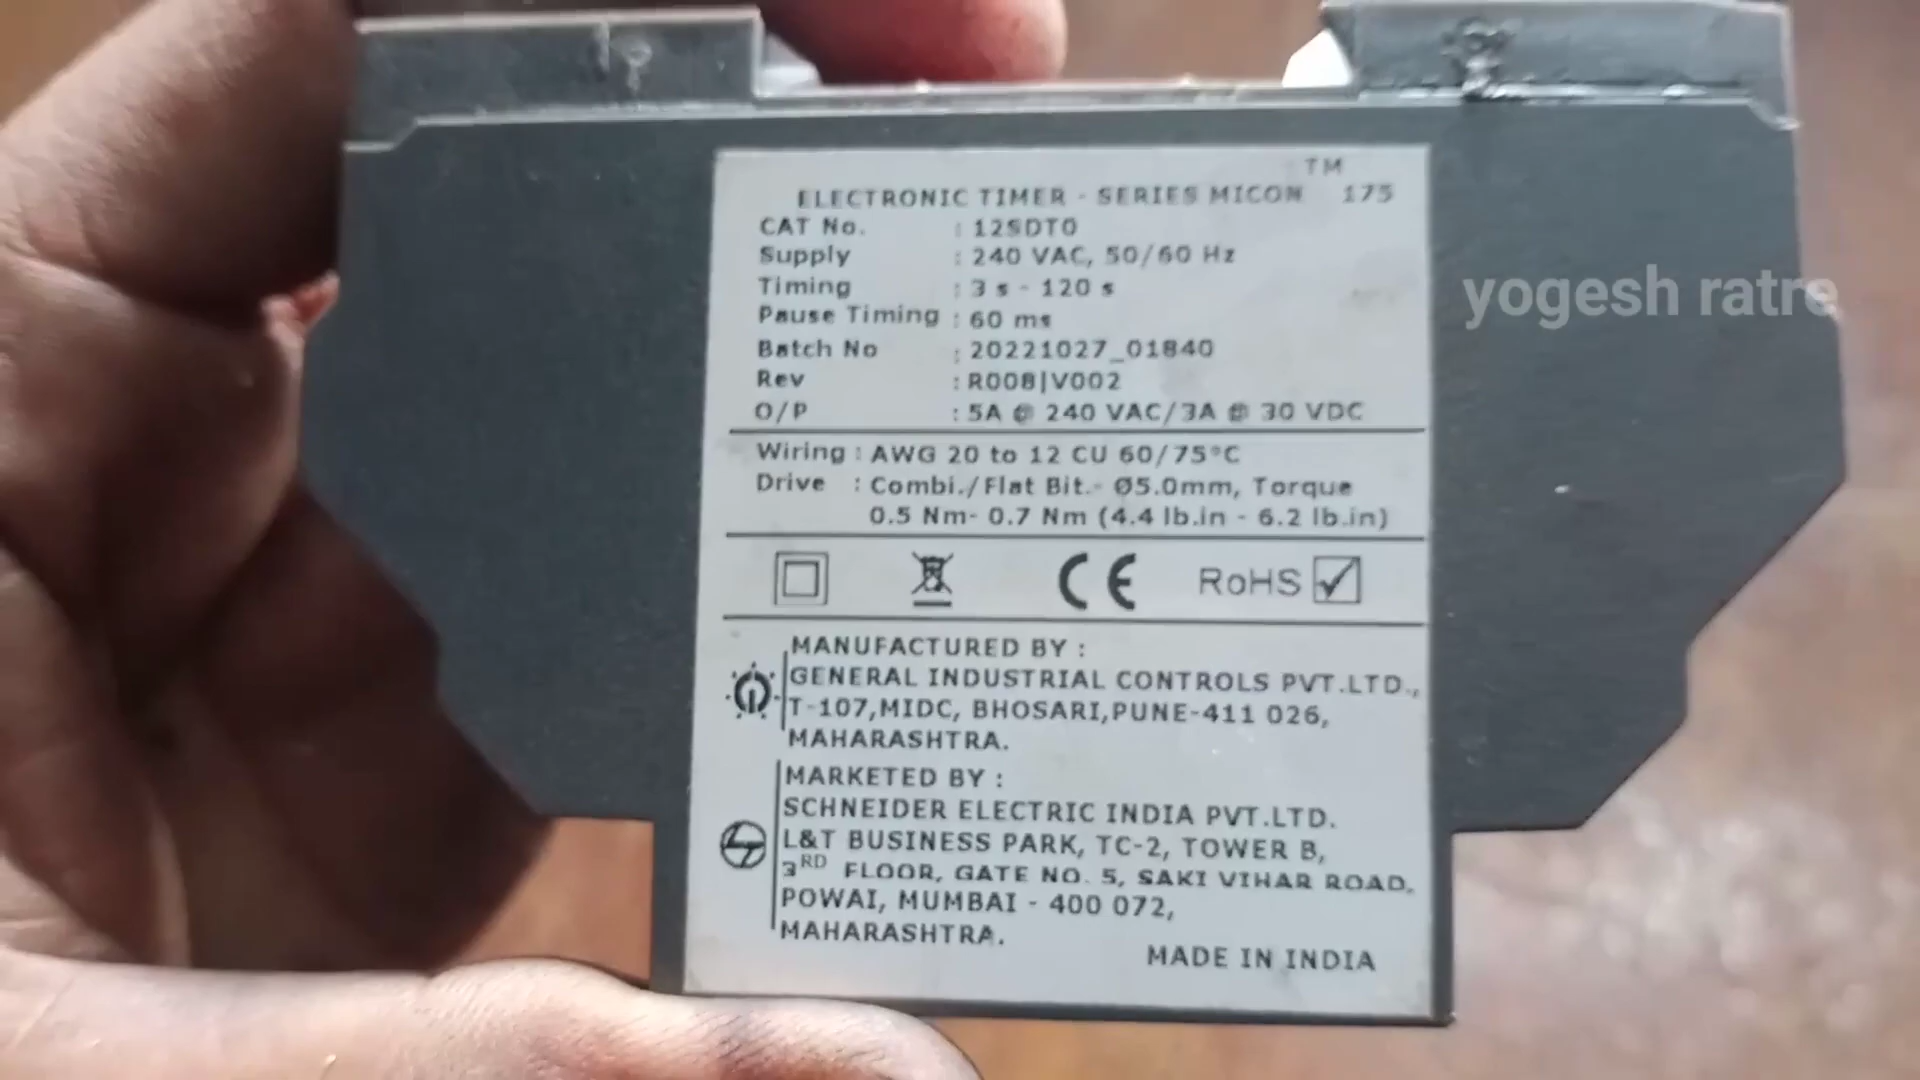 TM
ELECTRONIC TIMER - SERIES MICON 175
CAT No. : 12SDT0
Supply : 240 VAC, 50/60 Hz
Timing : 3 s - 120 s
Pause Timing : 60 ms
Batch No : 20221027_01840
Rev : R008|V002
O/P : 5A @ 240 VAC/3A @ 30 VDC
Wiring : AWG 20 to 12 CU 60/75°C
Drive : Combi./Flat Bit.- Ø5.0mm, Torque
0.5 Nm- 0.7 Nm (4.4 lb.in - 6.2 lb.in)
CE RoHS
MANUFACTURED BY :
GENERAL INDUSTRIAL CONTROLS PVT.LTD.,
T-107,MIDC, BHOSARI,PUNE-411 026,
MAHARASHTRA.
MARKETED BY :
SCHNEIDER ELECTRIC INDIA PVT.LTD.
L&T BUSINESS PARK, TC-2, TOWER B,
3RD FLOOR, GATE NO. 5, SAKI VIHAR ROAD,
POWAI, MUMBAI - 400 072,
MAHARASHTRA.
MADE IN INDIA
yogesh ratre